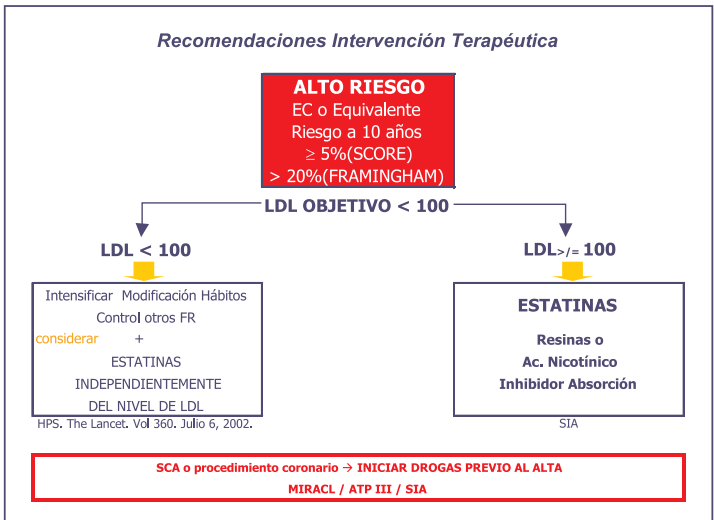 Recomendaciones Intervención Terapéutica
ALTO RIESGO
EC o Equivalente
Riesgo a 10 años
≥ 5%(SCORE)
> 20%(FRAMINGHAM)
LDL OBJETIVO < 100
LDL < 100
Intensificar Modificación Hábitos
Control otros FR
considerar +
ESTATINAS
INDEPENDIENTEMENTE
DEL NIVEL DE LDL
HPS. The Lancet. Vol 360. Julio 6, 2002.
LDL>/= 100
ESTATINAS
Resinas o
Ac. Nicotínico
Inhibidor Absorción
SIA
SCA o procedimiento coronario → INICIAR DROGAS PREVIO AL ALTA
MIRACL / ATP III / SIA